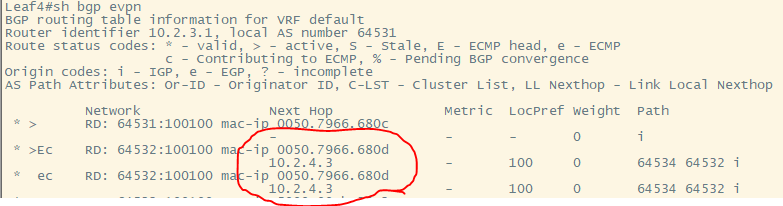 Leaf4#sh bgp evpn
BGP routing table information for VRF default
Router identifier 10.2.3.1, local AS number 64531
Route status codes: * - valid, > - active, S - Stale, E - ECMP head, e - ECMP
c - Contributing to ECMP, % - Pending BGP convergence
Origin codes: i - IGP, e - EGP, ? - incomplete
AS Path Attributes: Or-ID - Originator ID, C-LST - Cluster List, LL Nexthop - Link Local Nexthop
Network Next Hop Metric LocPref Weight Path
* > RD: 64531:100100 mac-ip 0050.7966.680c
- - - 0 i
* >Ec RD: 64532:100100 mac-ip 0050.7966.680d
10.2.4.3 - 100 0 64534 64532 i
* ec RD: 64532:100100 mac-ip 0050.7966.680d
10.2.4.3 - 100 0 64534 64532 i